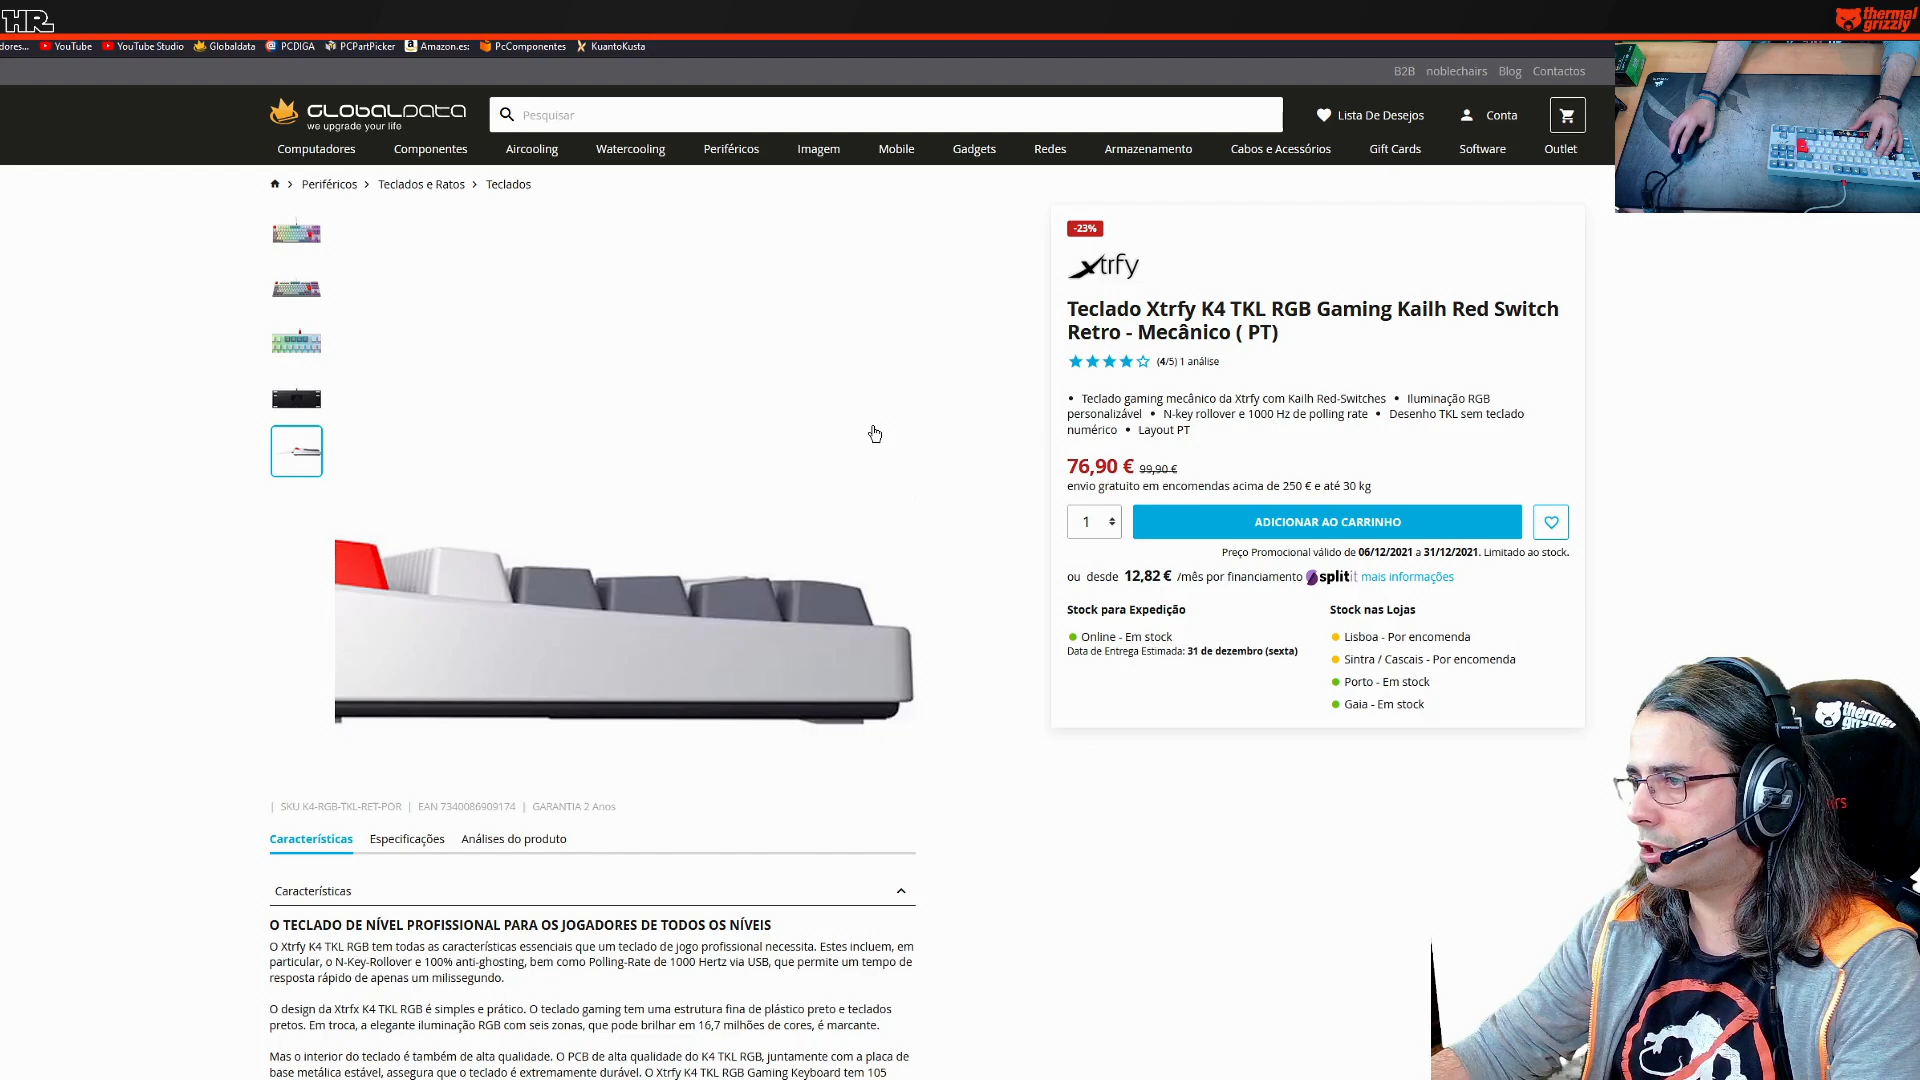 HR.
thermal
grizzly
dores... YouTube YouTube Studio Globaldata PCDIGA PCPartPicker Amazon.es: PcComponentes KuantoKusta
B2B noblechairs Blog Contactos
GLOBALDATA
we upgrade your life
Pesquisar
Lista De Desejos Conta
Computadores Componentes Aircooling Watercooling Periféricos Imagem Mobile Gadgets Redes Armazenamento Cabos e Acessórios Gift Cards Software Outlet
Periféricos > Teclados e Ratos > Teclados
-23%
xtrfy
Teclado Xtrfy K4 TKL RGB Gaming Kailh Red Switch
Retro - Mecânico ( PT)
(4/5) 1 análise
• Teclado gaming mecânico da Xtrfy com Kailh Red-Switches • Iluminação RGB
personalizável • N-key rollover e 1000 Hz de polling rate • Desenho TKL sem teclado
numérico • Layout PT
76,90 € 99,90 €
envio gratuito em encomendas acima de 250 € e até 30 kg
1 ADICIONAR AO CARRINHO
Preço Promocional válido de 06/12/2021 a 31/12/2021. Limitado ao stock.
ou desde 12,82 € /mês por financiamento splitit mais informações
Stock para Expedição
Online - Em stock
Data de Entrega Estimada: 31 de dezembro (sexta)
Stock nas Lojas
Lisboa - Por encomenda
Sintra / Cascais - Por encomenda
Porto - Em stock
Gaia - Em stock
| SKU K4-RGB-TKL-RET-POR | EAN 7340086909174 | GARANTIA 2 Anos
Características Especificações Análises do produto
Características
O TECLADO DE NÍVEL PROFISSIONAL PARA OS JOGADORES DE TODOS OS NÍVEIS
O Xtrfy K4 TKL RGB tem todas as características essenciais que um teclado de jogo profissional necessita. Estes incluem, em
particular, o N-Key-Rollover e 100% anti-ghosting, bem como Polling-Rate de 1000 Hertz via USB, que permite um tempo de
resposta rápido de apenas um milissegundo.
O design da Xtrfx K4 TKL RGB é simples e prático. O teclado gaming tem uma estrutura fina de plástico preto e teclados
pretos. Em troca, a elegante iluminação RGB com seis zonas, que pode brilhar em 16,7 milhões de cores, é marcante.
Mas o interior do teclado é também de alta qualidade. O PCB de alta qualidade do K4 TKL RGB, juntamente com a placa de
base metálica estável, assegura que o teclado é extremamente durável. O Xtrfy K4 TKL RGB Gaming Keyboard tem 105
thermal
grizzly